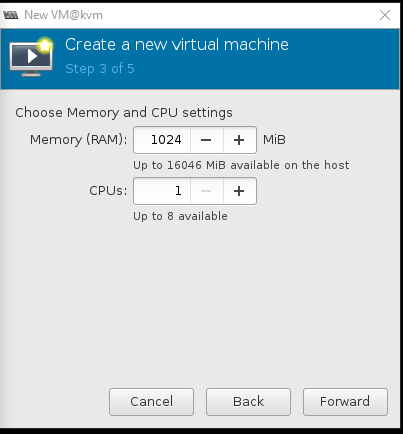 New VM@kvm
Create a new virtual machine
Step 3 of 5
Choose Memory and CPU settings
Memory (RAM): 1024 − + MiB
Up to 16046 MiB available on the host
CPUs: 1 − +
Up to 8 available
Cancel Back Forward